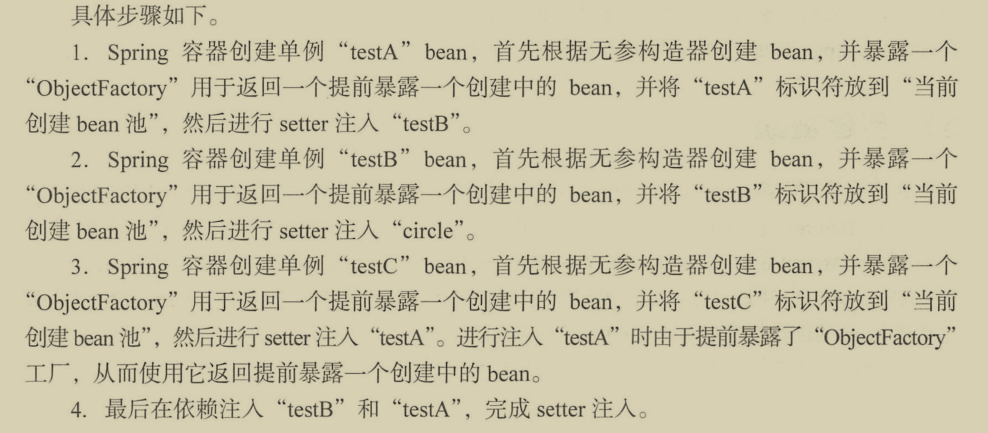 具体步骤如下。
1. Spring 容器创建单例“testA”bean，首先根据无参构造器创建 bean，并暴露一个
“ObjectFactory”用于返回一个提前暴露一个创建中的 bean，并将“testA”标识符放到“当前
创建 bean 池”，然后进行 setter 注入“testB”。
2. Spring 容器创建单例“testB”bean，首先根据无参构造器创建 bean，并暴露一个
“ObjectFactory”用于返回一个提前暴露一个创建中的 bean，并将“testB”标识符放到“当前
创建 bean 池”，然后进行 setter 注入“circle”。
3. Spring 容器创建单例“testC”bean，首先根据无参构造器创建 bean，并暴露一个
“ObjectFactory”用于返回一个提前暴露一个创建中的 bean，并将“testC”标识符放到“当前
创建 bean 池”，然后进行 setter 注入“testA”。进行注入“testA”时由于提前暴露了“ObjectFactory”
工厂，从而使用它返回提前暴露一个创建中的 bean。
4. 最后在依赖注入“testB”和“testA”，完成 setter 注入。